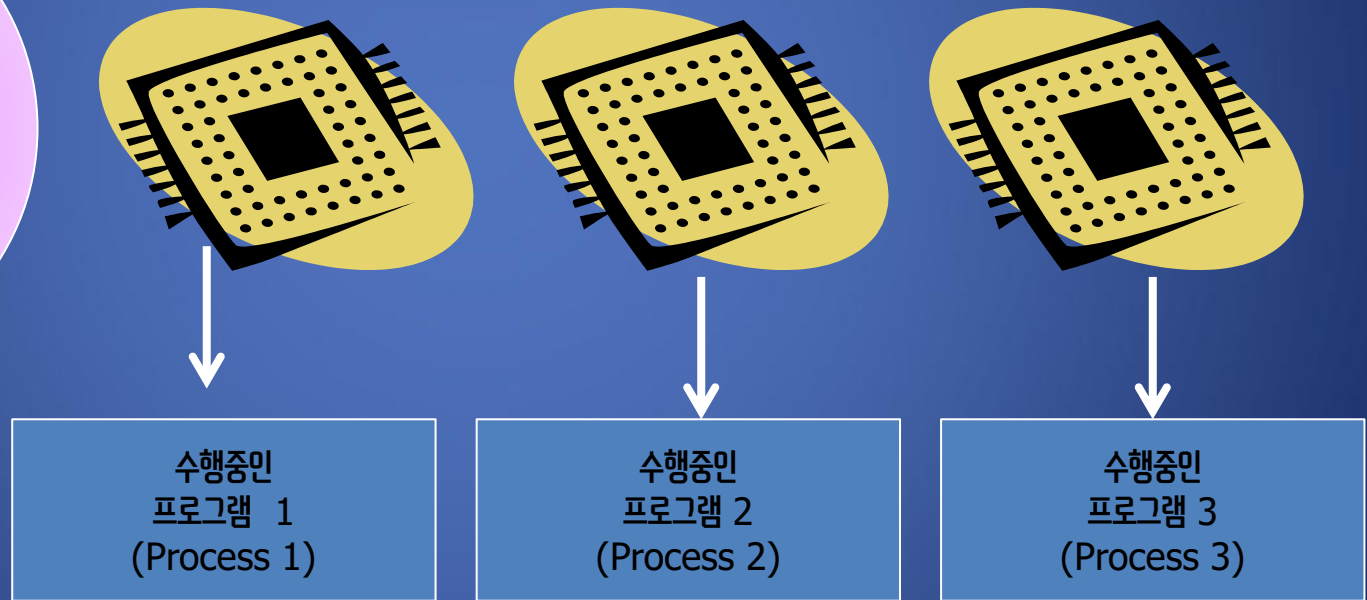 수행중인
프로그램 1
(Process 1)
수행중인
프로그램 2
(Process 2)
수행중인
프로그램 3
(Process 3)